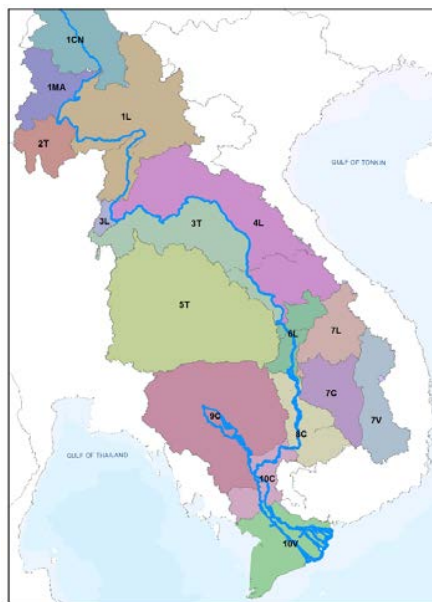 1CN
1MA
1L
2T
GULF OF TONKIN
3L
3T
4L
5T
6L
7L
7C
7V
9C
8C
GULF OF THAILAND
10C
10V